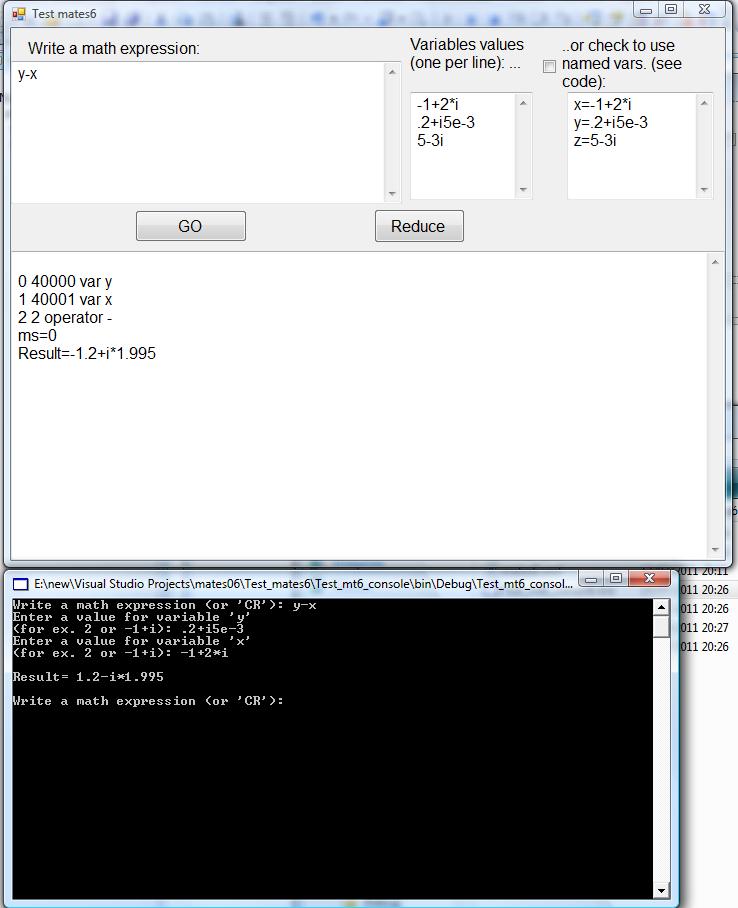 Test mates6
Write a math expression:
Variables values
(one per line): ...
..or check to use
named vars. (see
code):
y-x
-1+2*i
.2+i5e-3
5-3i
x=-1+2*i
y=.2+i5e-3
z=5-3i
GO
Reduce
0 40000 var y
1 40001 var x
2 2 operator -
ms=0
Result=-1.2+i*1.995
E:\new\Visual Studio Projects\mates06\Test_mates6\Test_mt6_console\bin\Debug\Test_mt6_consol...
Write a math expression (or 'CR'): y-x
Enter a value for variable 'y'
(for ex. 2 or -1+i): .2+i5e-3
Enter a value for variable 'x'
(for ex. 2 or -1+i): -1+2*i
Result= 1.2-i*1.995
Write a math expression (or 'CR'):
011 20:11
011 20:26
011 20:26
011 20:27
011 20:26